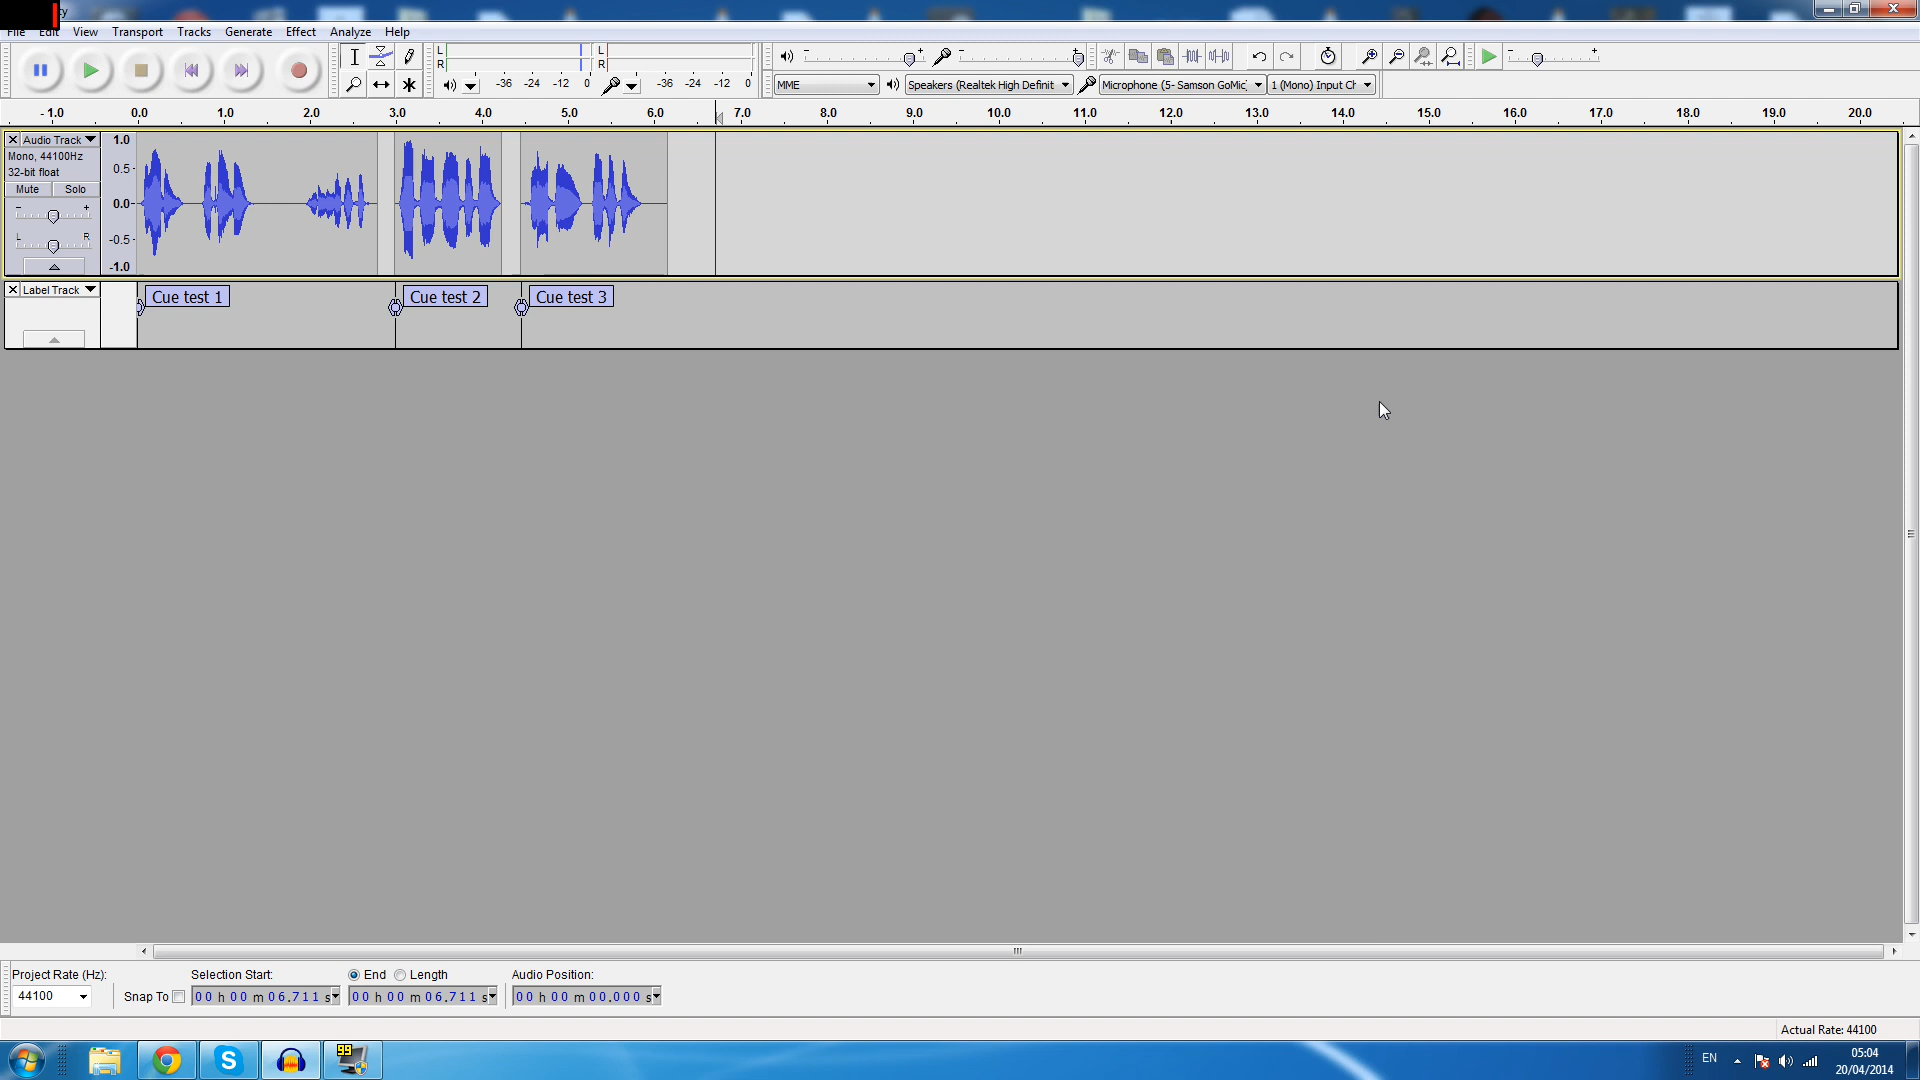 File Edit View Transport Tracks Generate Effect Analyze Help
L
R
-36 -24 -12 0
L
R
-36 -24 -12 0
MME
Speakers (Realtek High Definit
Microphone (5- Samson GoMic)
1 (Mono) Input Ch
-1.0 0.0 1.0 2.0 3.0 4.0 5.0 6.0 7.0 8.0 9.0 10.0 11.0 12.0 13.0 14.0 15.0 16.0 17.0 18.0 19.0 20.0
Audio Track
Mono, 44100Hz
32-bit float
Mute Solo
- +
L R
1.0
0.5
0.0
-0.5
-1.0
Label Track
Cue test 1 Cue test 2 Cue test 3
Project Rate (Hz): Selection Start: End Length Audio Position:
44100 Snap To 00 h 00 m 06.711 s 00 h 00 m 06.711 s 00 h 00 m 00.000 s
Actual Rate: 44100
99
EN
05:04
20/04/2014